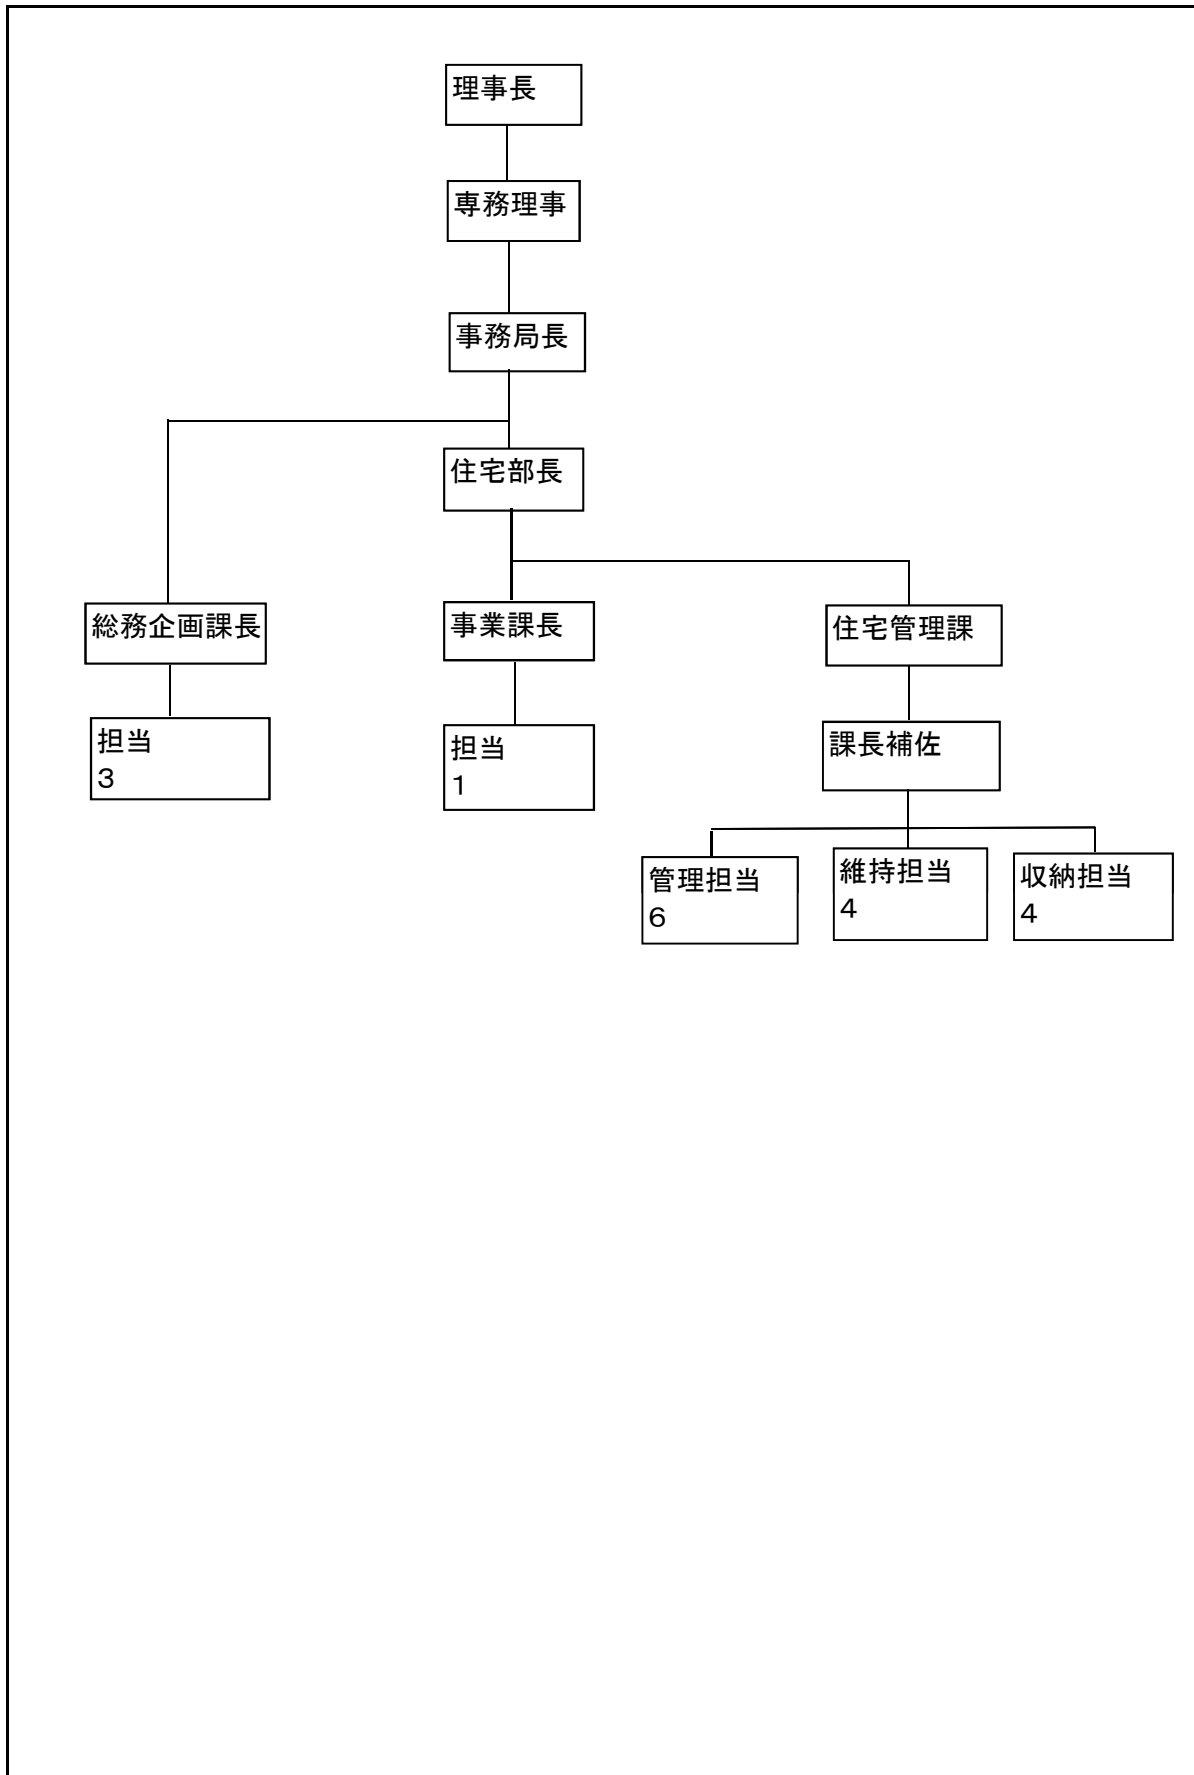 理事長
専務理事
事務局長
住宅部長
総務企画課長
事業課長
住宅管理課
担当
3
担当
1
課長補佐
管理担当
6
維持担当
4
収納担当
4